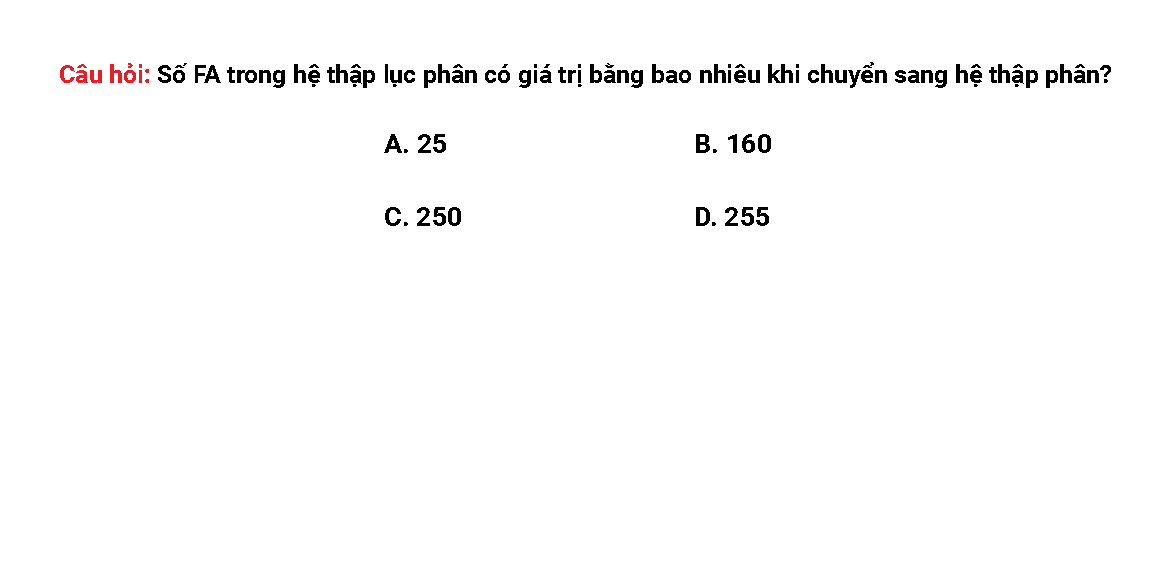 Câu hỏi: Số FA trong hệ thập lục phân có giá trị bằng bao nhiêu khi chuyển sang hệ thập phân?
A. 25 B. 160
C. 250 D. 255